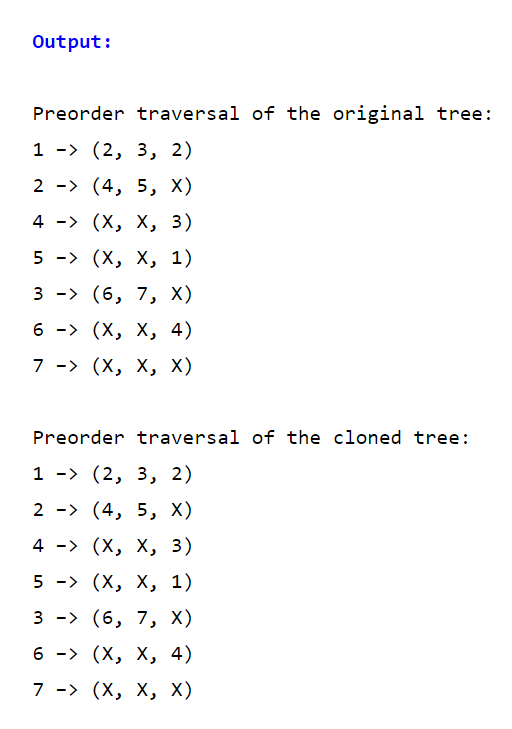 Output:
Preorder traversal of the original tree:
1 -> (2, 3, 2)
2 -> (4, 5, X)
4 -> (X, X, 3)
5 -> (X, X, 1)
3 -> (6, 7, X)
6 -> (X, X, 4)
7 -> (X, X, X)
Preorder traversal of the cloned tree:
1 -> (2, 3, 2)
2 -> (4, 5, X)
4 -> (X, X, 3)
5 -> (X, X, 1)
3 -> (6, 7, X)
6 -> (X, X, 4)
7 -> (X, X, X)